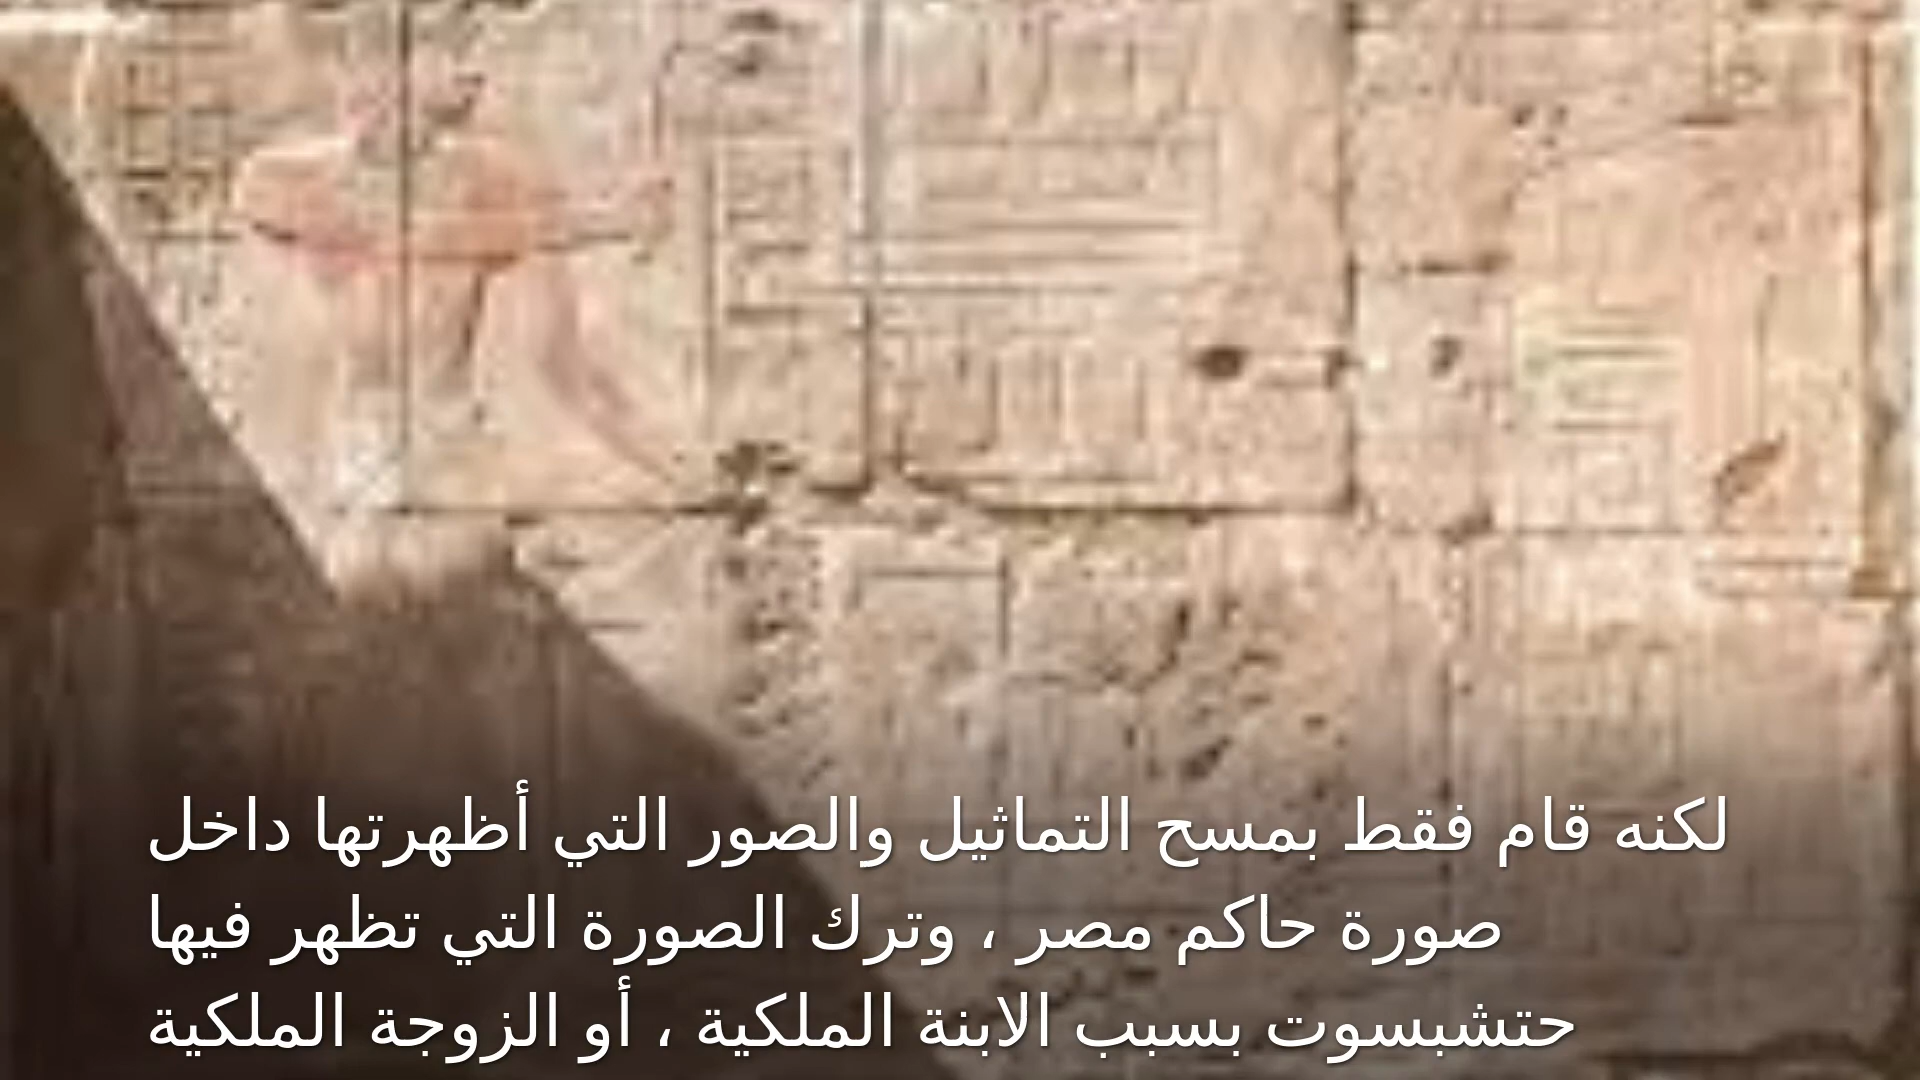 لكنه قام فقط بمسح التماثيل والصور التي أظهرتها داخل
صورة حاكم مصر ، وترك الصورة التي تظهر فيها
حتشبسوت بسبب الابنة الملكية ، أو الزوجة الملكية